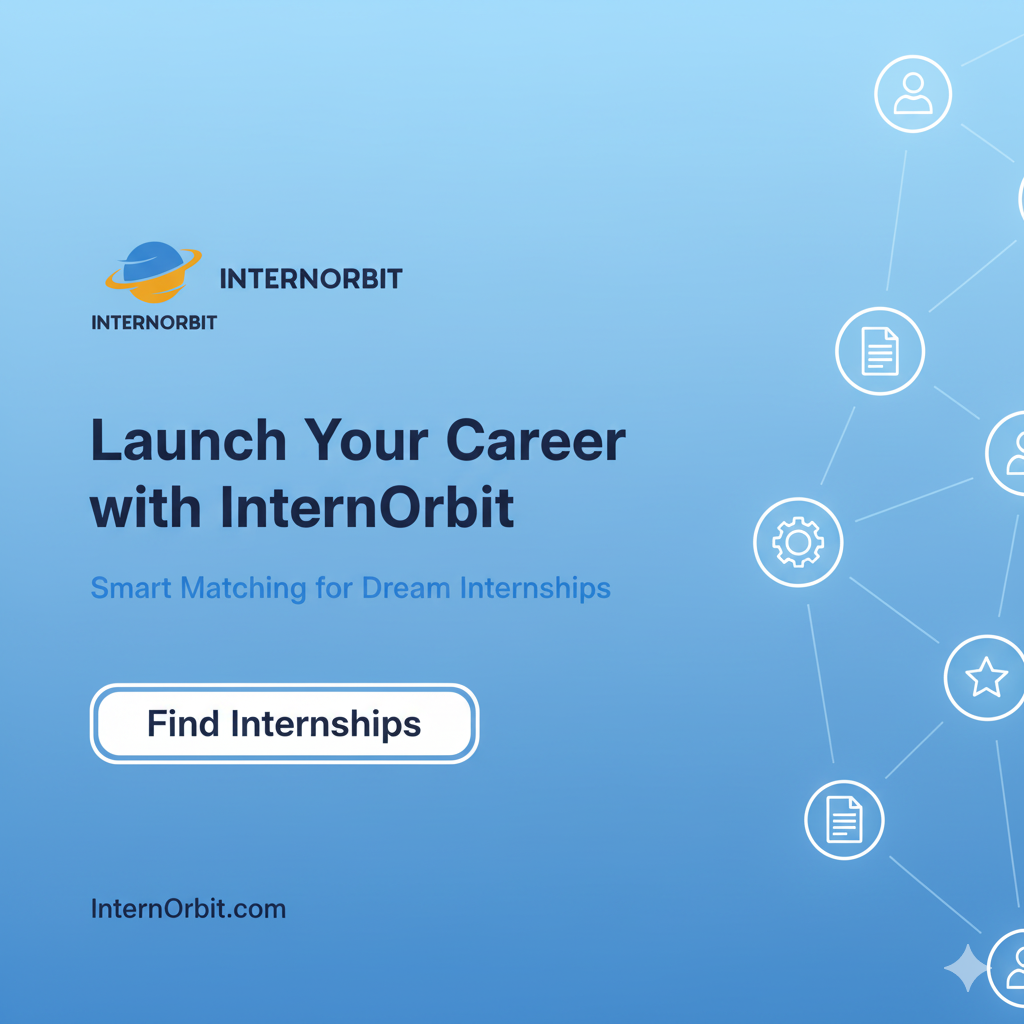 INTERNORBIT
INTERNORBIT
Launch Your Career
with InternOrbit
Smart Matching for Dream Internships
Find Internships
InternOrbit.com